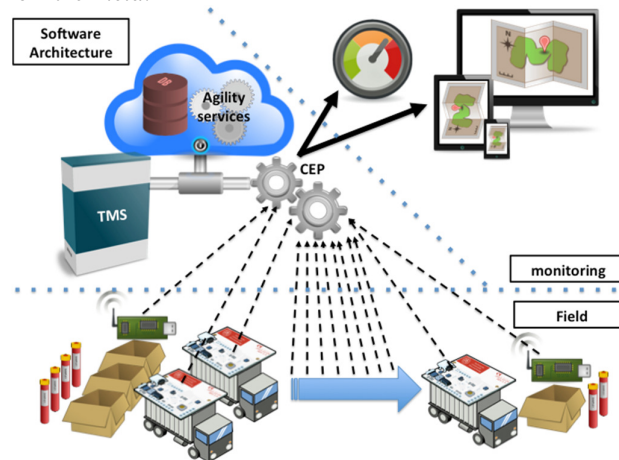 Software
Architecture
Agility
services
CEP
TMS
monitoring
Field